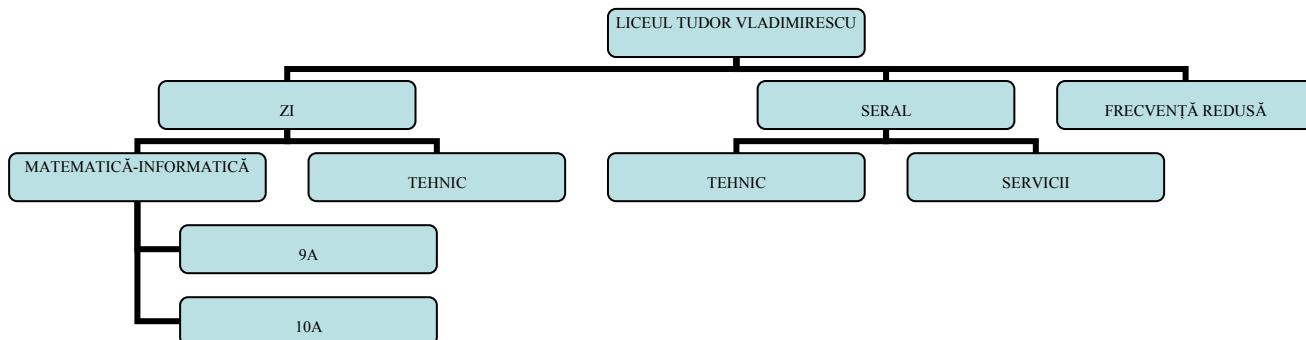 LICEUL TUDOR VLADIMIRESCU
ZI
SERAL
FRECVENȚĂ REDUSĂ
MATEMATICĂ-INFORMATICĂ
TEHNIC
TEHNIC
SERVICII
9A
10A